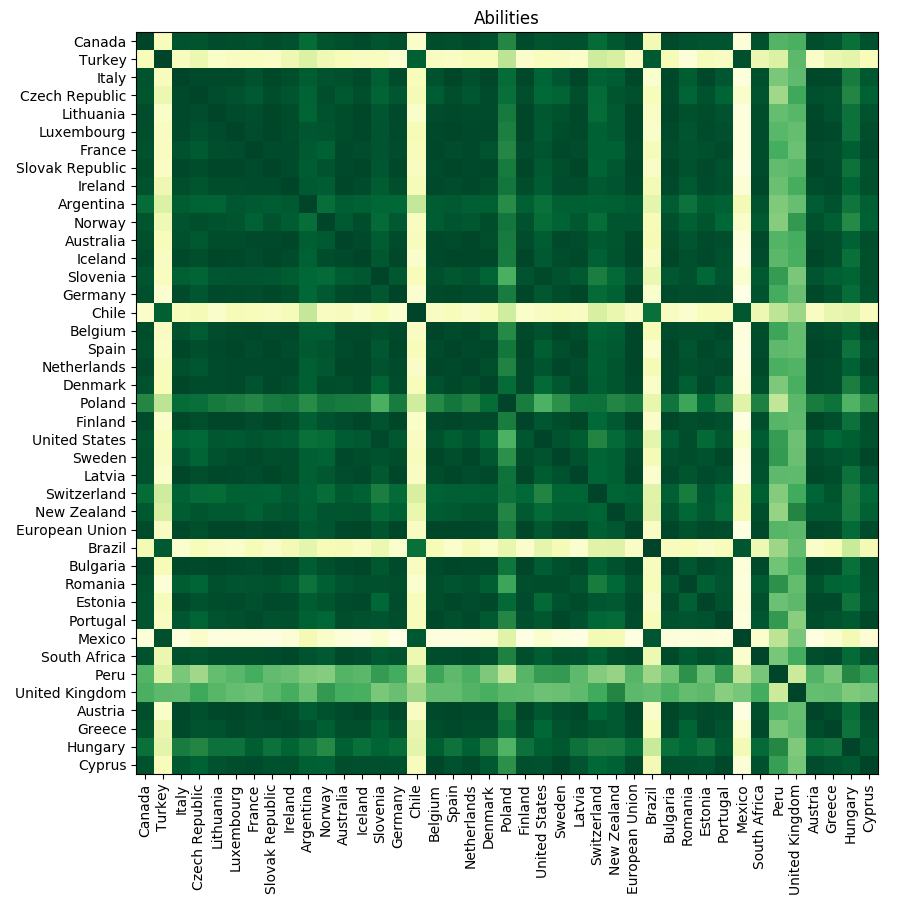 Abilities
Canada
Turkey
Italy
Czech Republic
Lithuania
Luxembourg
France
Slovak Republic
Ireland
Argentina
Norway
Australia
Iceland
Slovenia
Germany
Chile
Belgium
Spain
Netherlands
Denmark
Poland
Finland
United States
Sweden
Latvia
Switzerland
New Zealand
European Union
Brazil
Bulgaria
Romania
Estonia
Portugal
Mexico
South Africa
Peru
United Kingdom
Austria
Greece
Hungary
Cyprus
Canada
Turkey
Italy
Czech Republic
Lithuania
Luxembourg
France
Slovak Republic
Ireland
Argentina
Norway
Australia
Iceland
Slovenia
Germany
Chile
Belgium
Spain
Netherlands
Denmark
Poland
Finland
United States
Sweden
Latvia
Switzerland
New Zealand
European Union
Brazil
Bulgaria
Romania
Estonia
Portugal
Mexico
South Africa
Peru
United Kingdom
Austria
Greece
Hungary
Cyprus